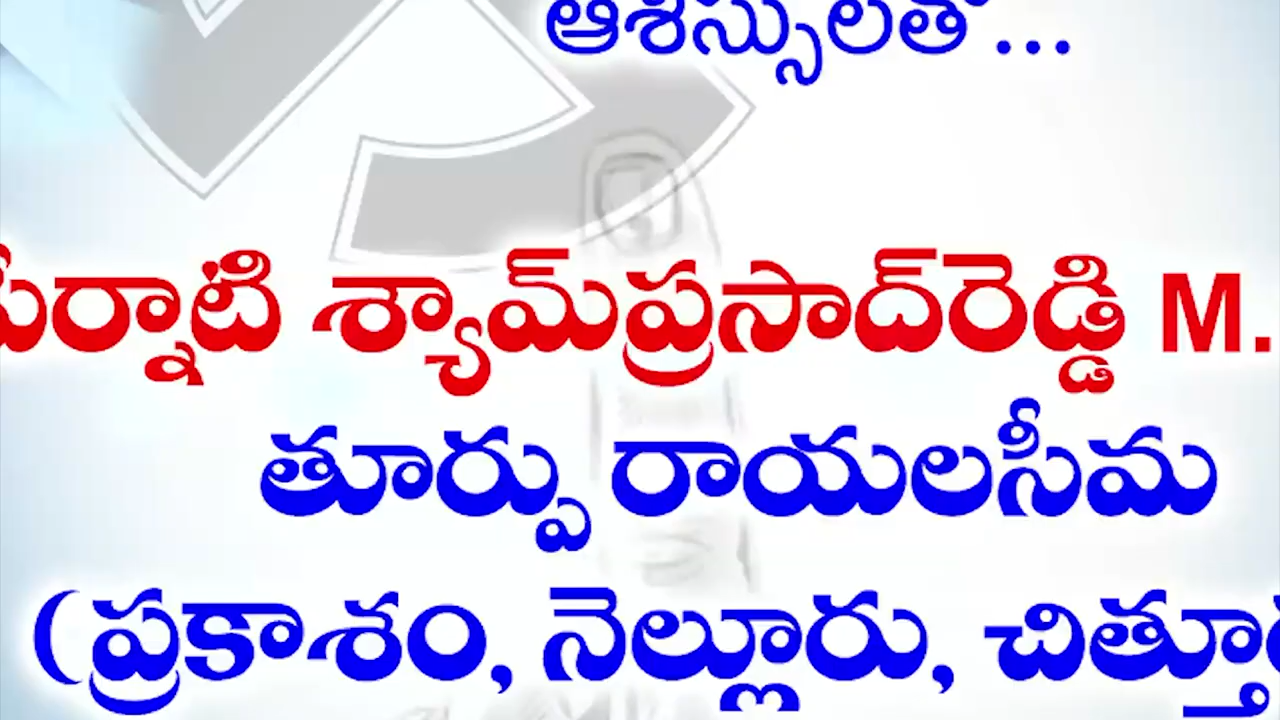 ఆశీస్సులతో...
పేర్నాటి శ్యామ్‌ప్రసాద్‌రెడ్డి M.
తూర్పు రాయలసీమ
(ప్రకాశం, నెల్లూరు,